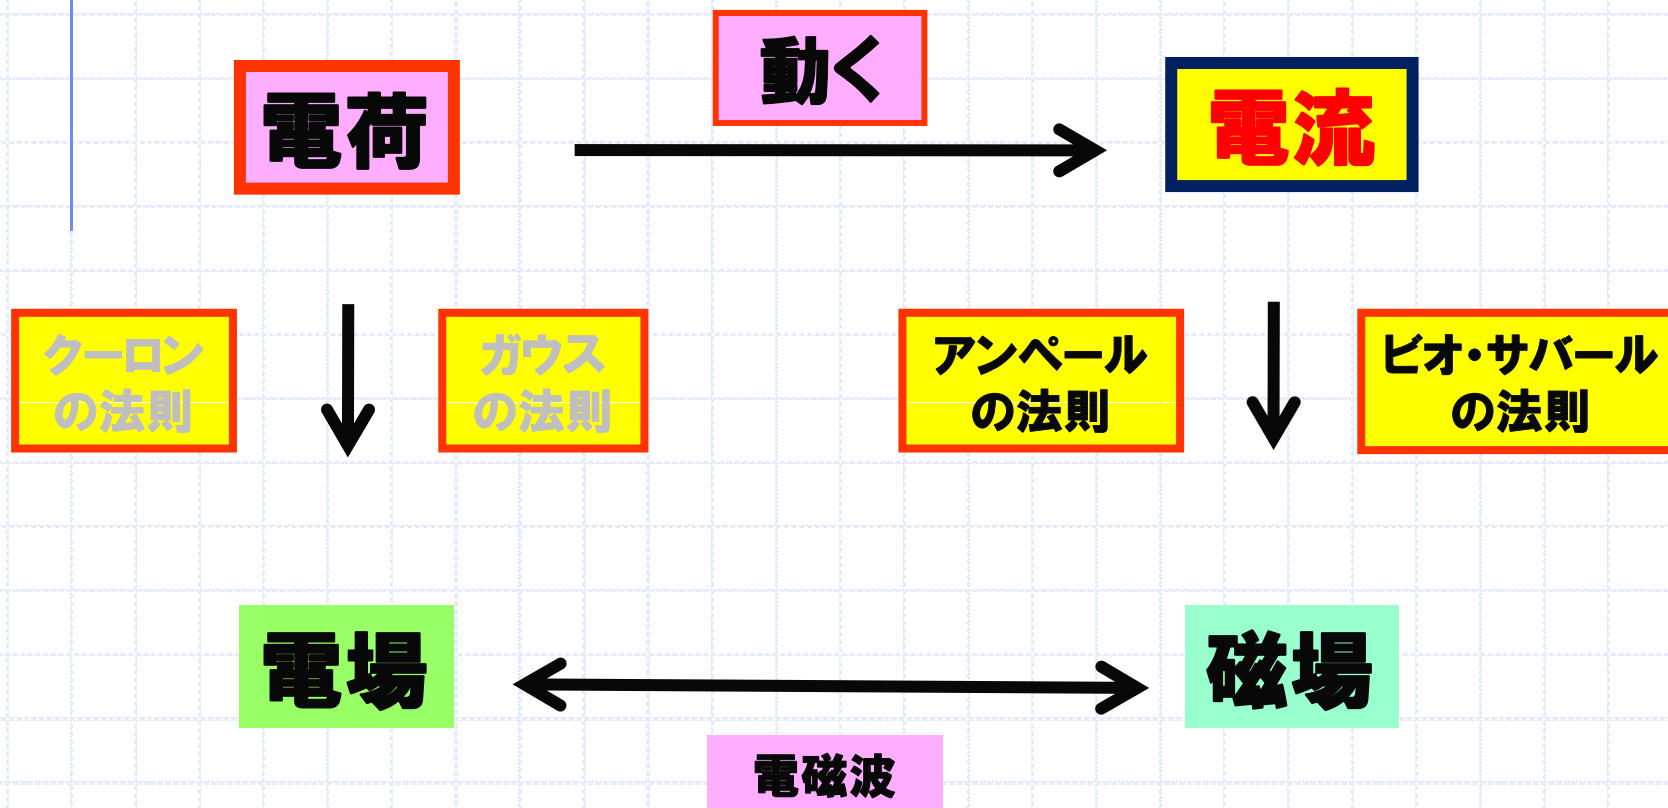 動く
電荷
電流
クーロン
の法則
ガウス
の法則
アンペール
の法則
ビオ・サバール
の法則
電場
磁場
電磁波